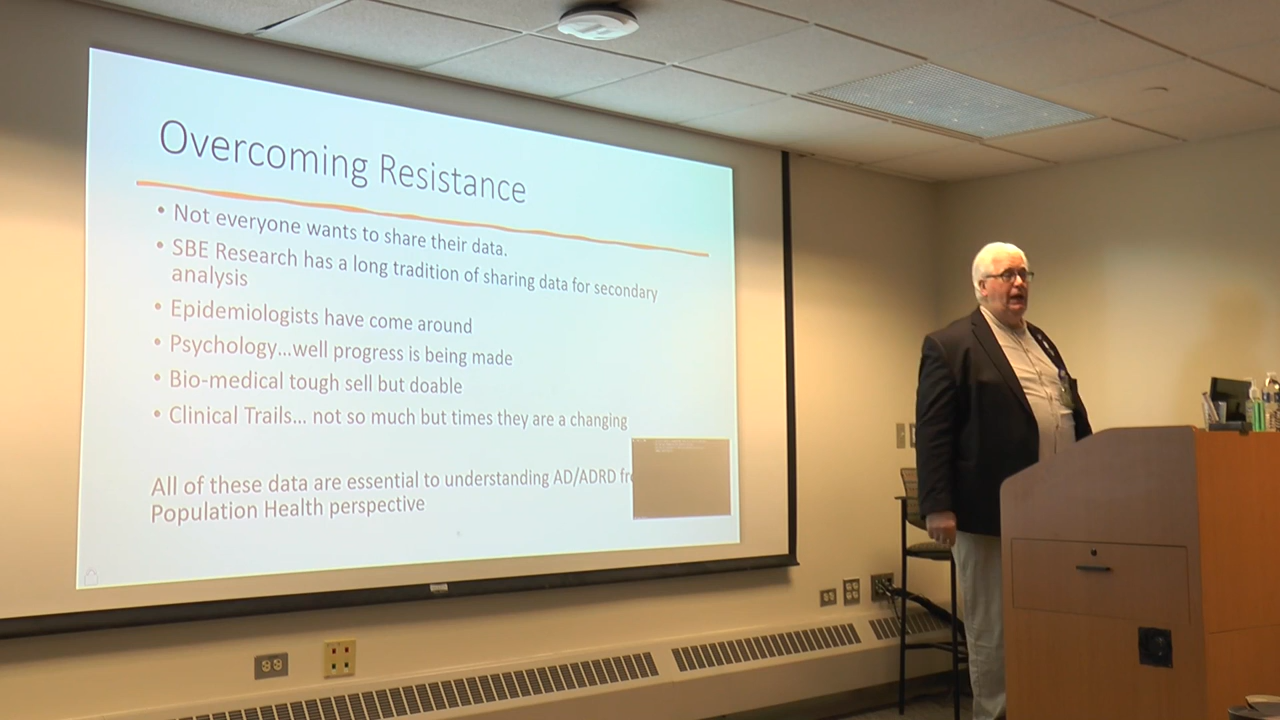 Overcoming Resistance
• Not everyone wants to share their data.
• SBE Research has a long tradition of sharing data for secondary
analysis
• Epidemiologists have come around
• Psychology...well progress is being made
• Bio-medical tough sell but doable
• Clinical Trails... not so much but times they are a changing
All of these data are essential to understanding AD/ADRD
Population Health perspective